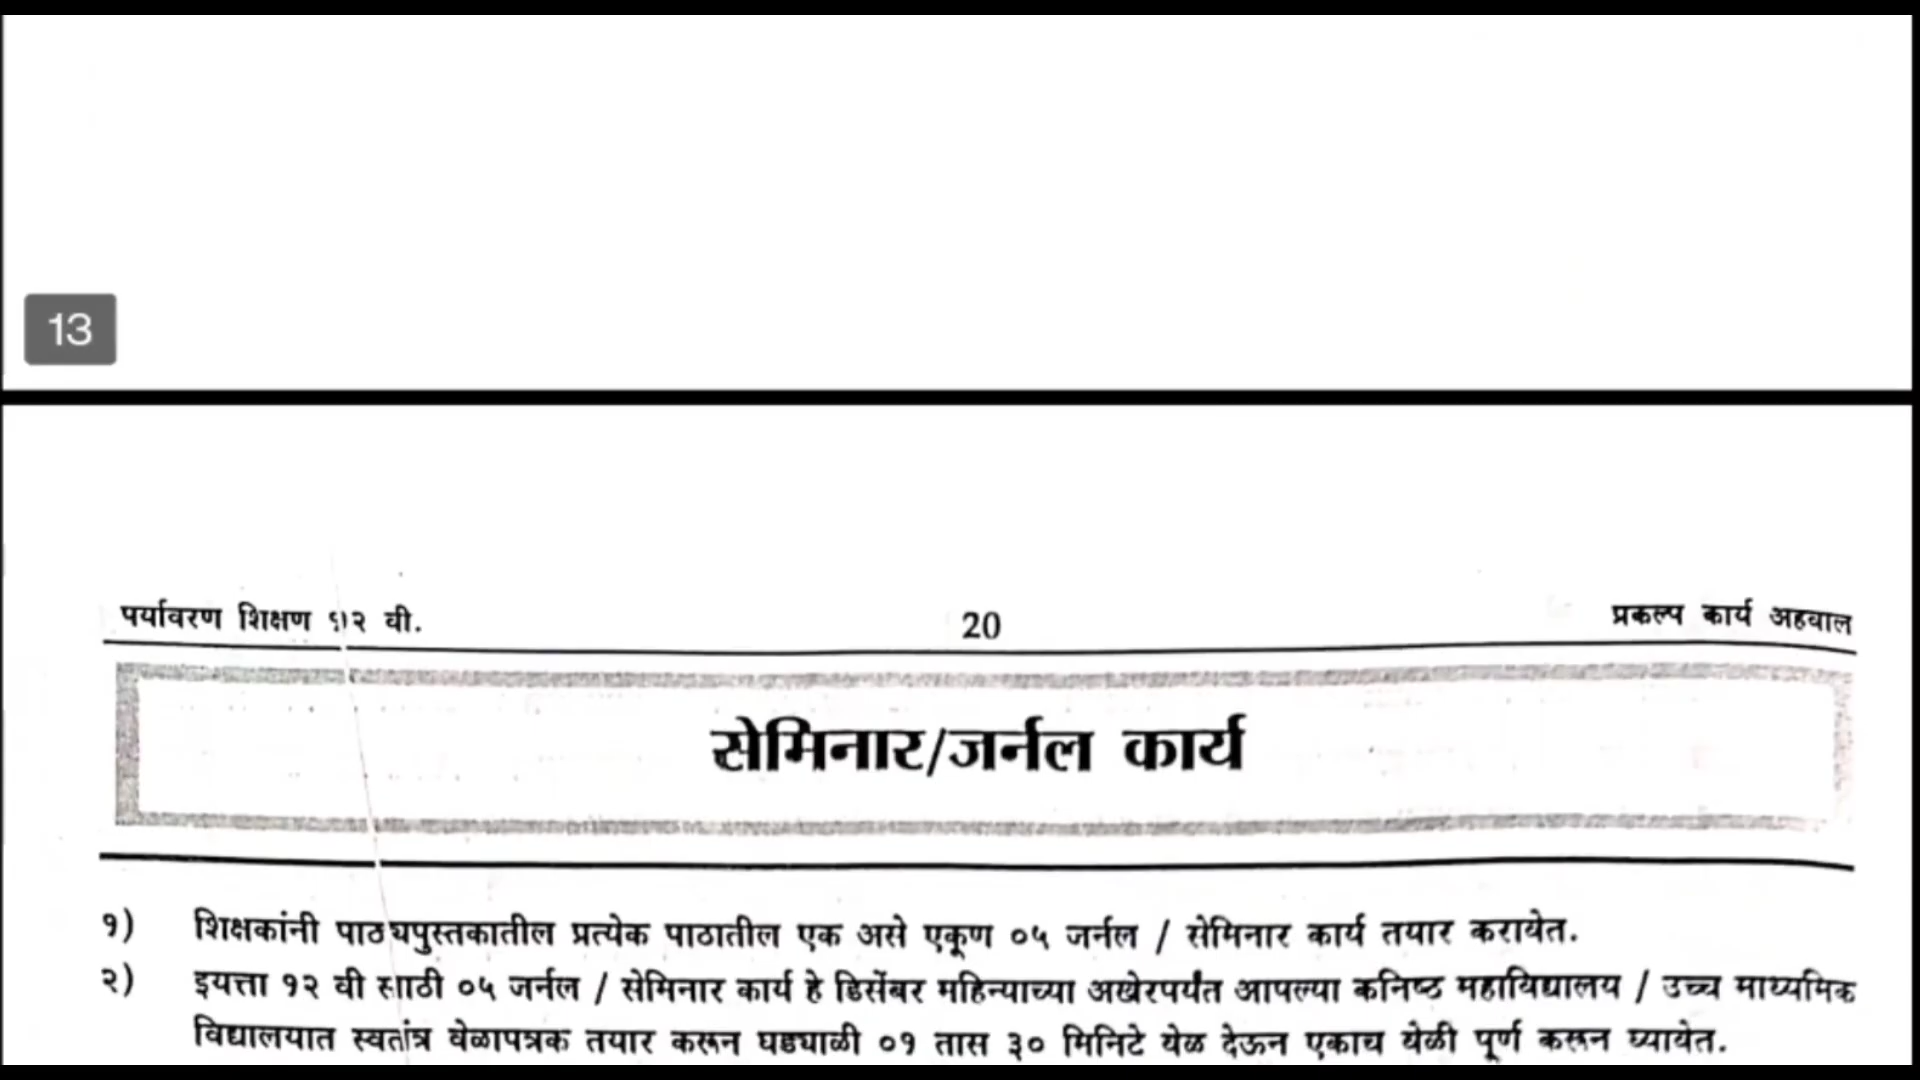 13
पर्यावरण शिक्षण १२ वी. 20 प्रकल्प कार्य अहवाल
सेमिनार/जर्नल कार्य
१) शिक्षकांनी पाठ्यपुस्तकातील प्रत्येक पाठातील एक असे एकूण ०५ जर्नल / सेमिनार कार्य तयार करावेत.
२) इयत्ता १२ वी साठी ०५ जर्नल / सेमिनार कार्य हे डिसेंबर महिन्याच्या अखेरपर्यंत आपल्या कनिष्ठ महाविद्यालय / उच्च माध्यमिक
विद्यालयात स्वतंत्र वेळापत्रक तयार करून घड्याळी ०१ तास ३० मिनिटे वेळ देऊन एकाच वेळी पूर्ण करून घ्यावेत.